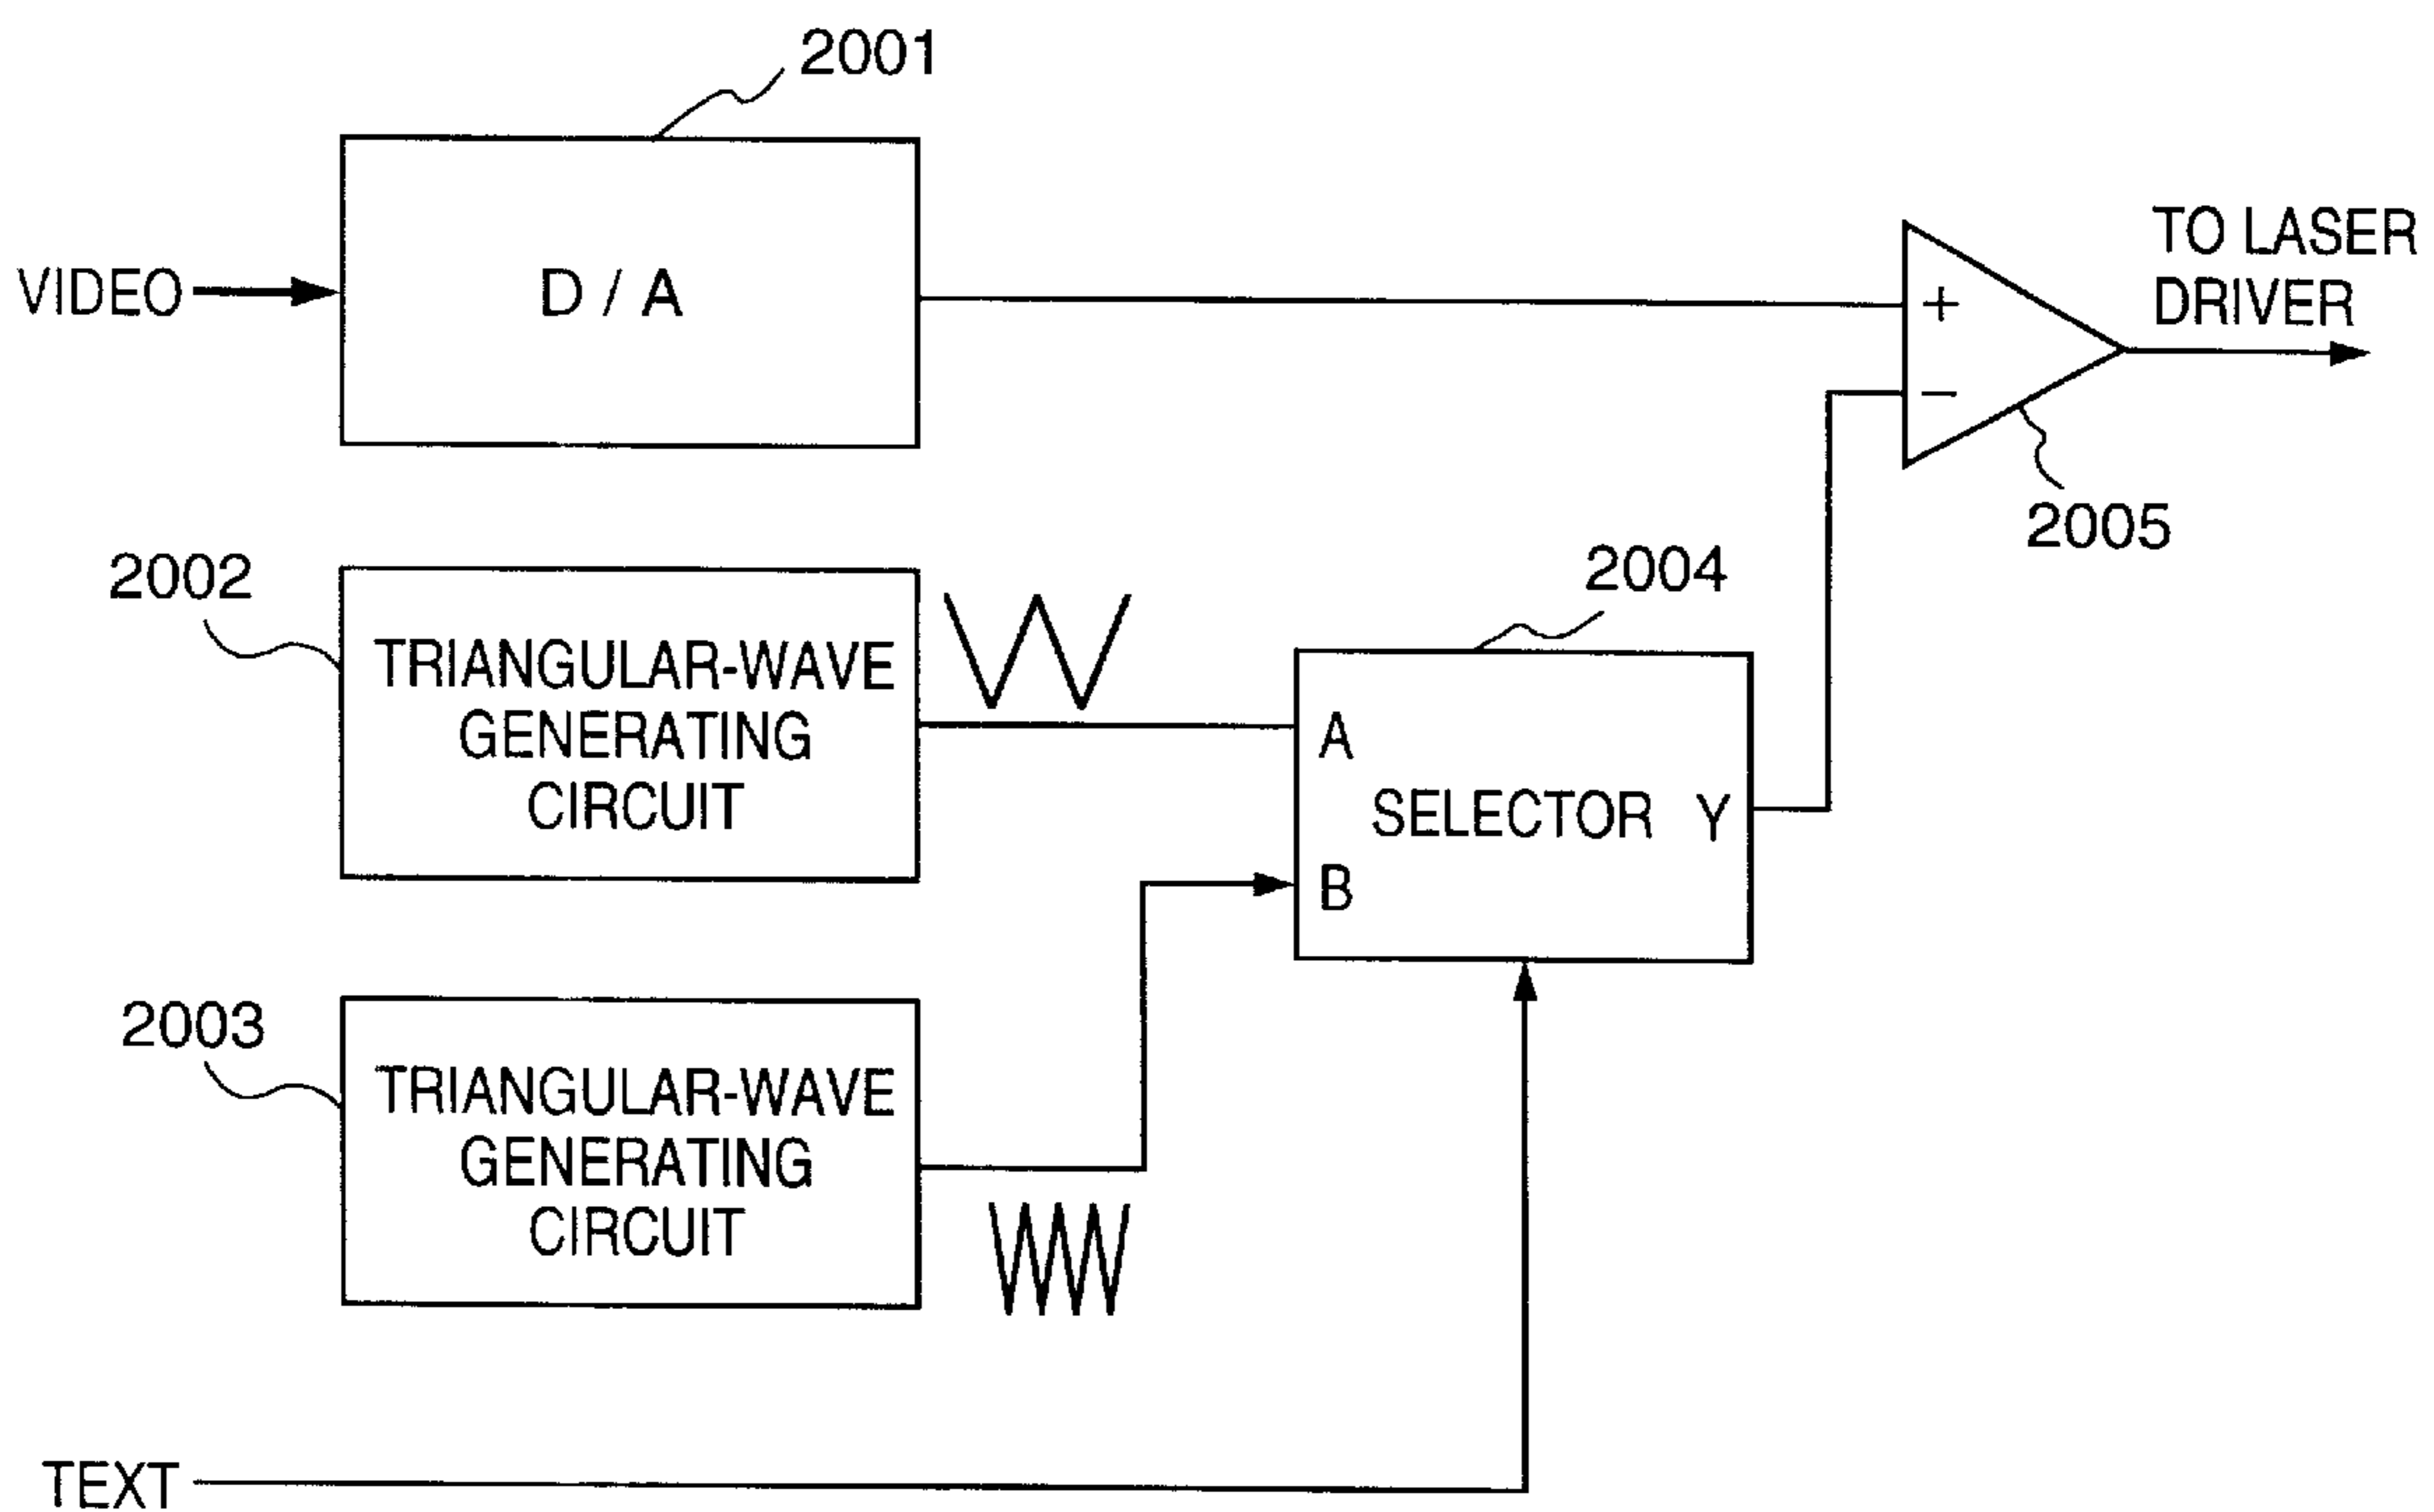 2001
VIDEO
D / A
+
−
TO LASER
DRIVER
2005
2002
TRIANGULAR-WAVE
GENERATING
CIRCUIT
2004
A
SELECTOR Y
B
2003
TRIANGULAR-WAVE
GENERATING
CIRCUIT
TEXT